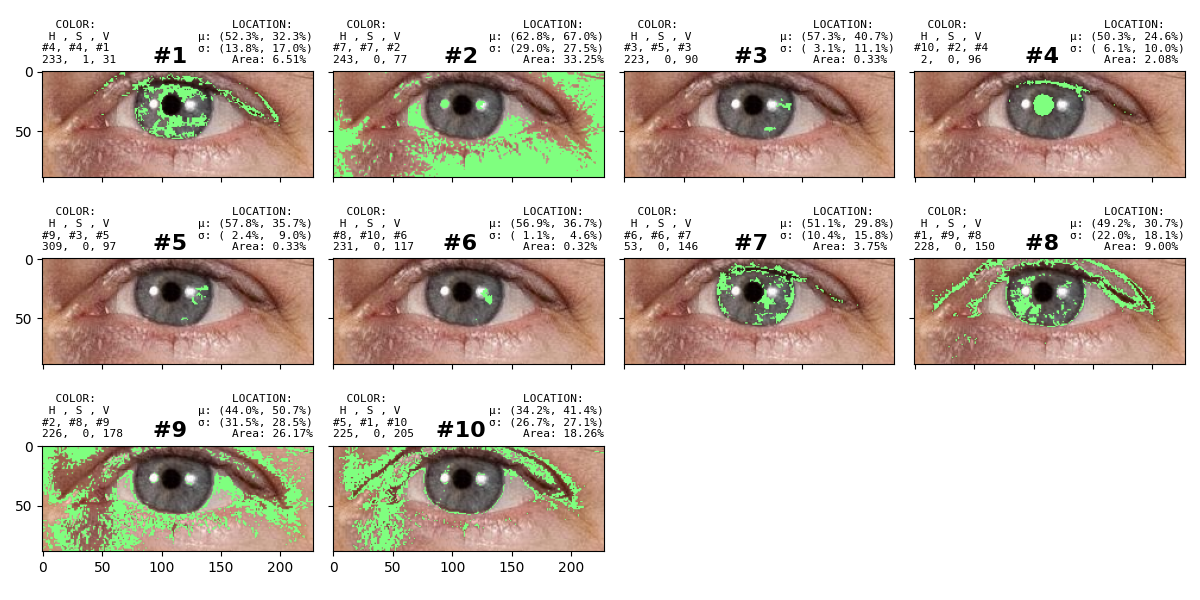 COLOR: LOCATION:
H , S , V μ: (52.3%, 32.3%)
#4, #4, #1 σ: (13.8%, 17.0%)
233, 1, 31 #1 Area: 6.51%
COLOR: LOCATION:
H , S , V μ: (62.8%, 67.0%)
#7, #7, #2 σ: (29.0%, 27.5%)
243, 0, 77 #2 Area: 33.25%
COLOR: LOCATION:
H , S , V μ: (57.3%, 40.7%)
#3, #5, #3 σ: ( 3.1%, 11.1%)
223, 0, 90 #3 Area: 0.33%
COLOR: LOCATION:
H , S , V μ: (50.3%, 24.6%)
#10, #2, #4 σ: ( 6.1%, 10.0%)
2, 0, 96 #4 Area: 2.08%
0
50
COLOR: LOCATION:
H , S , V μ: (57.8%, 35.7%)
#9, #3, #5 σ: ( 2.4%, 9.0%)
309, 0, 97 #5 Area: 0.33%
COLOR: LOCATION:
H , S , V μ: (56.9%, 36.7%)
#8, #10, #6 σ: ( 1.1%, 4.6%)
231, 0, 117 #6 Area: 0.32%
COLOR: LOCATION:
H , S , V μ: (51.1%, 29.8%)
#6, #6, #7 σ: (10.4%, 15.8%)
53, 0, 146 #7 Area: 3.75%
COLOR: LOCATION:
H , S , V μ: (49.2%, 30.7%)
#1, #9, #8 σ: (22.0%, 18.1%)
228, 0, 150 #8 Area: 9.00%
0
50
COLOR: LOCATION:
H , S , V μ: (44.0%, 50.7%)
#2, #8, #9 σ: (31.5%, 28.5%)
226, 0, 178 #9 Area: 26.17%
COLOR: LOCATION:
H , S , V μ: (34.2%, 41.4%)
#5, #1, #10 σ: (26.7%, 27.1%)
225, 0, 205 #10 Area: 18.26%
0
50
0 50 100 150 200
0 50 100 150 200